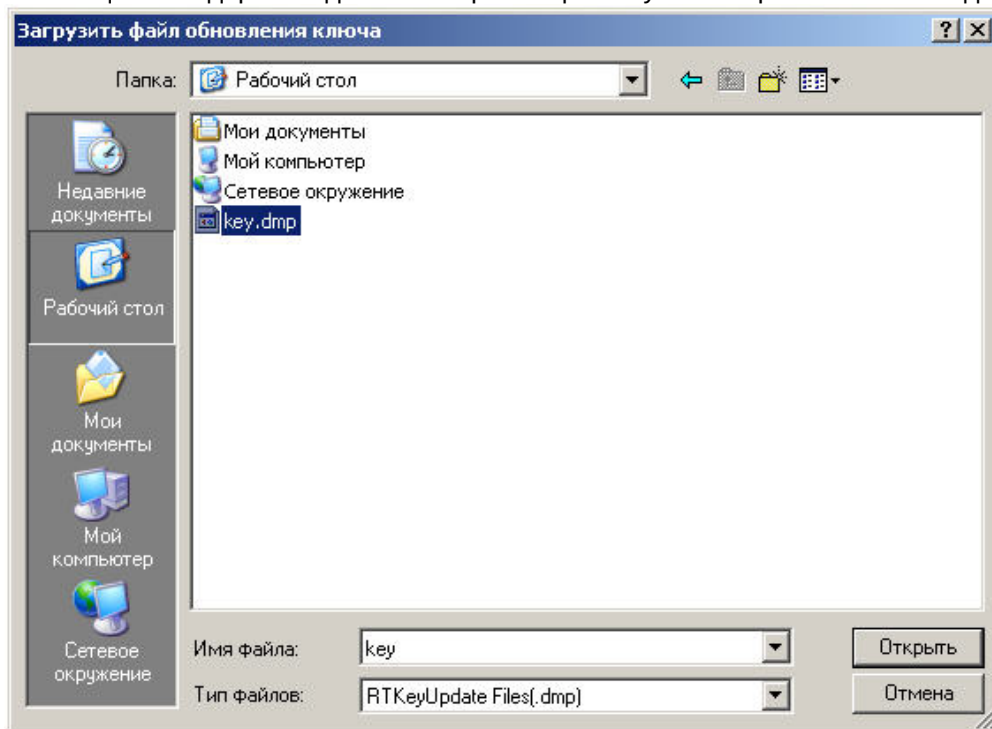 Загрузить файл обновления ключа
Папка:
Рабочий стол
Недавние
документы
Рабочий стол
Мои
документы
Мой
компьютер
Сетевое
окружение
Мои документы
Мой компьютер
Сетевое окружение
key.dmp
Имя файла:
key
Открыть
Тип файлов:
RTKeyUpdate Files(.dmp)
Отмена